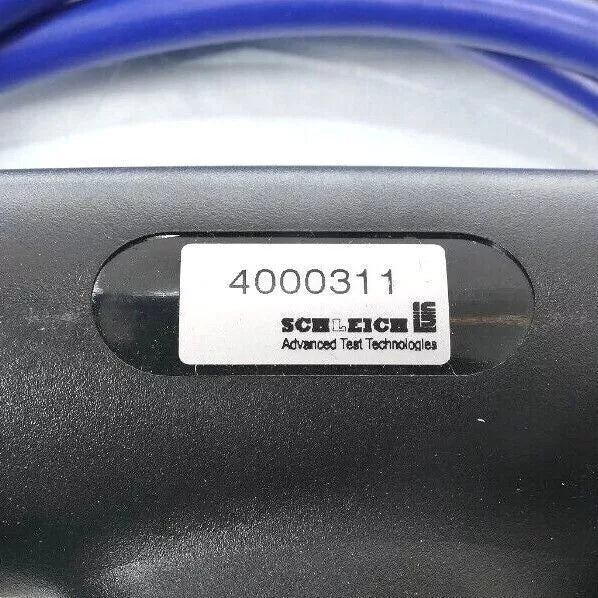 4000311
SCHLEICH
Advanced Test Technologies